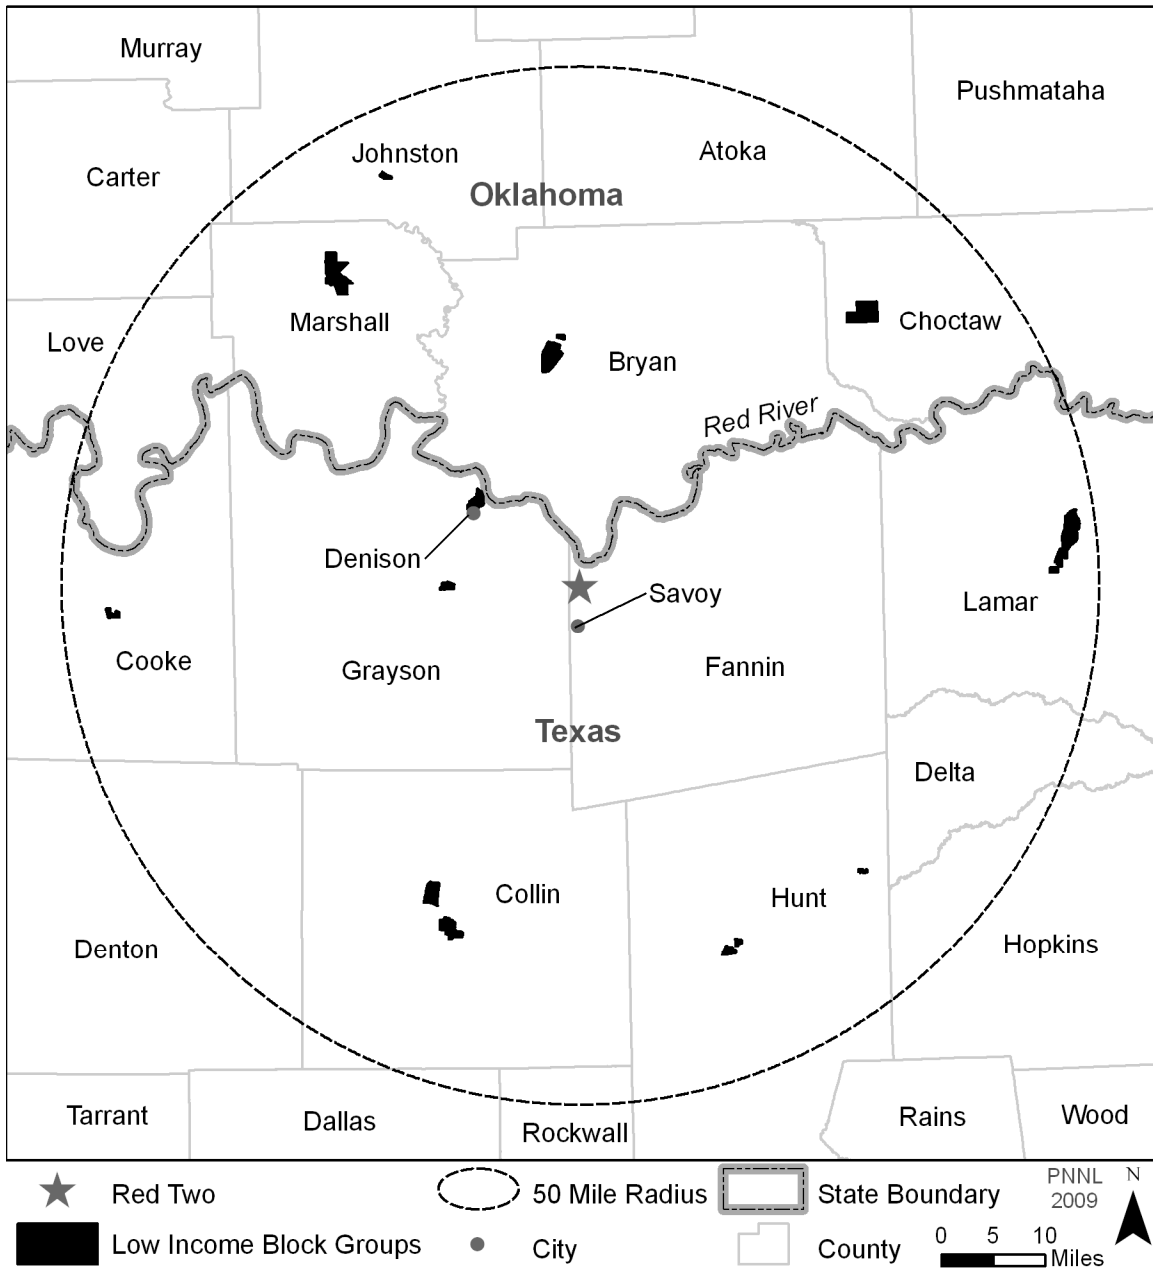 Murray
Pushmataha
Johnston
Atoka
Carter
Oklahoma
Marshall
Choctaw
Love
Bryan
Red River
Denison
Savoy
Lamar
Cooke
Grayson
Fannin
Texas
Delta
Collin
Hunt
Denton
Hopkins
Tarrant
Dallas
Rockwall
Rains
Wood
Red Two
50 Mile Radius
State Boundary
PNNL
2009
N
Low Income Block Groups
City
County
0 5 10
Miles